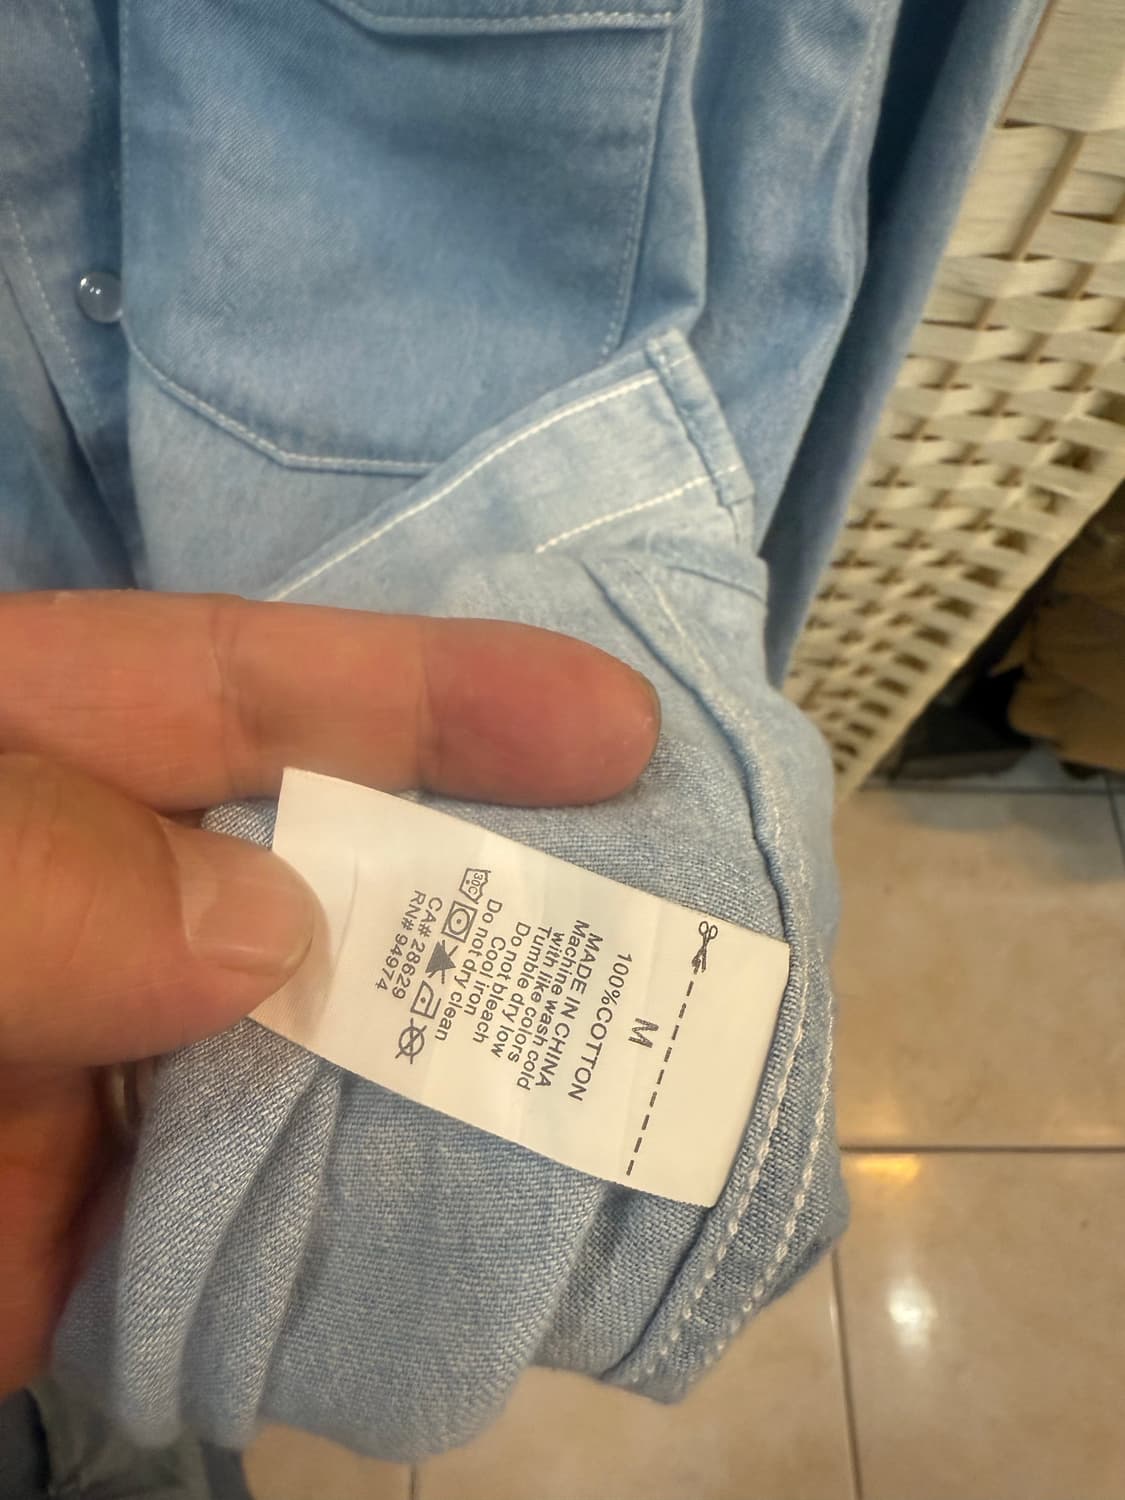 M
100%COTTON
MADE IN CHINA
Machine wash cold
with like colors
Tumble dry low
Do not bleach
Cool iron
Do not dry clean
30C
CA# 28629
RN# 94974